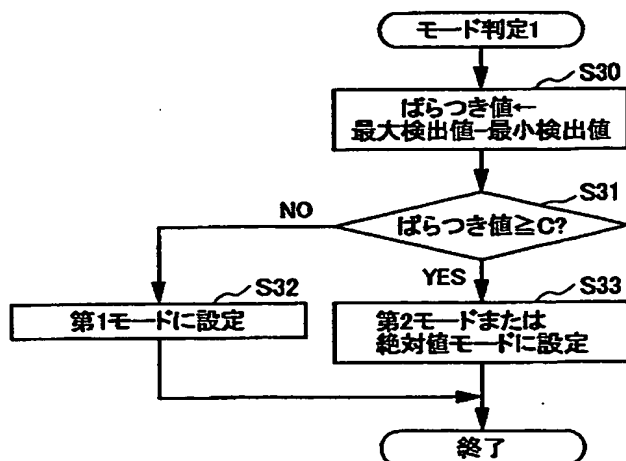 モード判定1
S30
ばらつき値←
最大検出値-最小検出値
S31
ばらつき値≧C?
NO
YES
S32
第1モードに設定
S33
第2モードまたは
絶対値モードに設定
終了